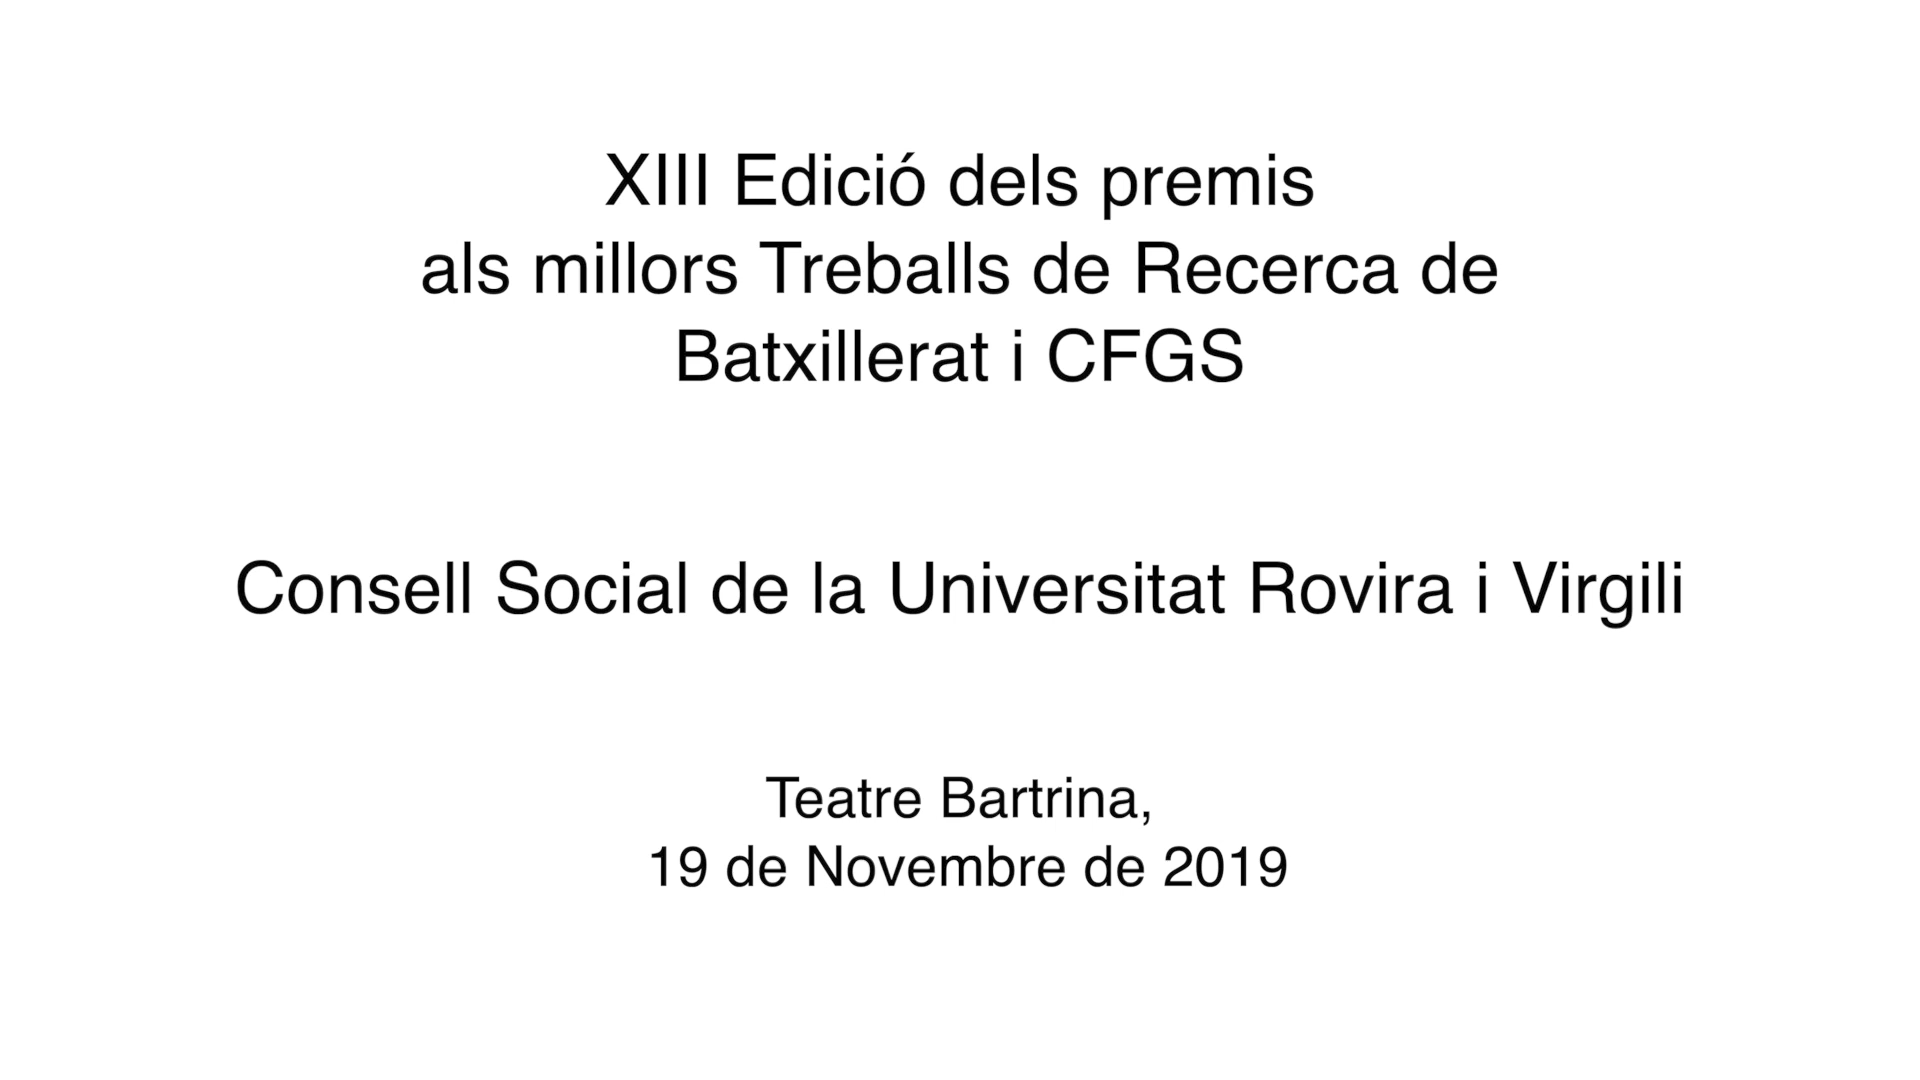 XIII Edició dels premis
als millors Treballs de Recerca de
Batxillerat i CFGS
Consell Social de la Universitat Rovira i Virgili
Teatre Bartrina,
19 de Novembre de 2019